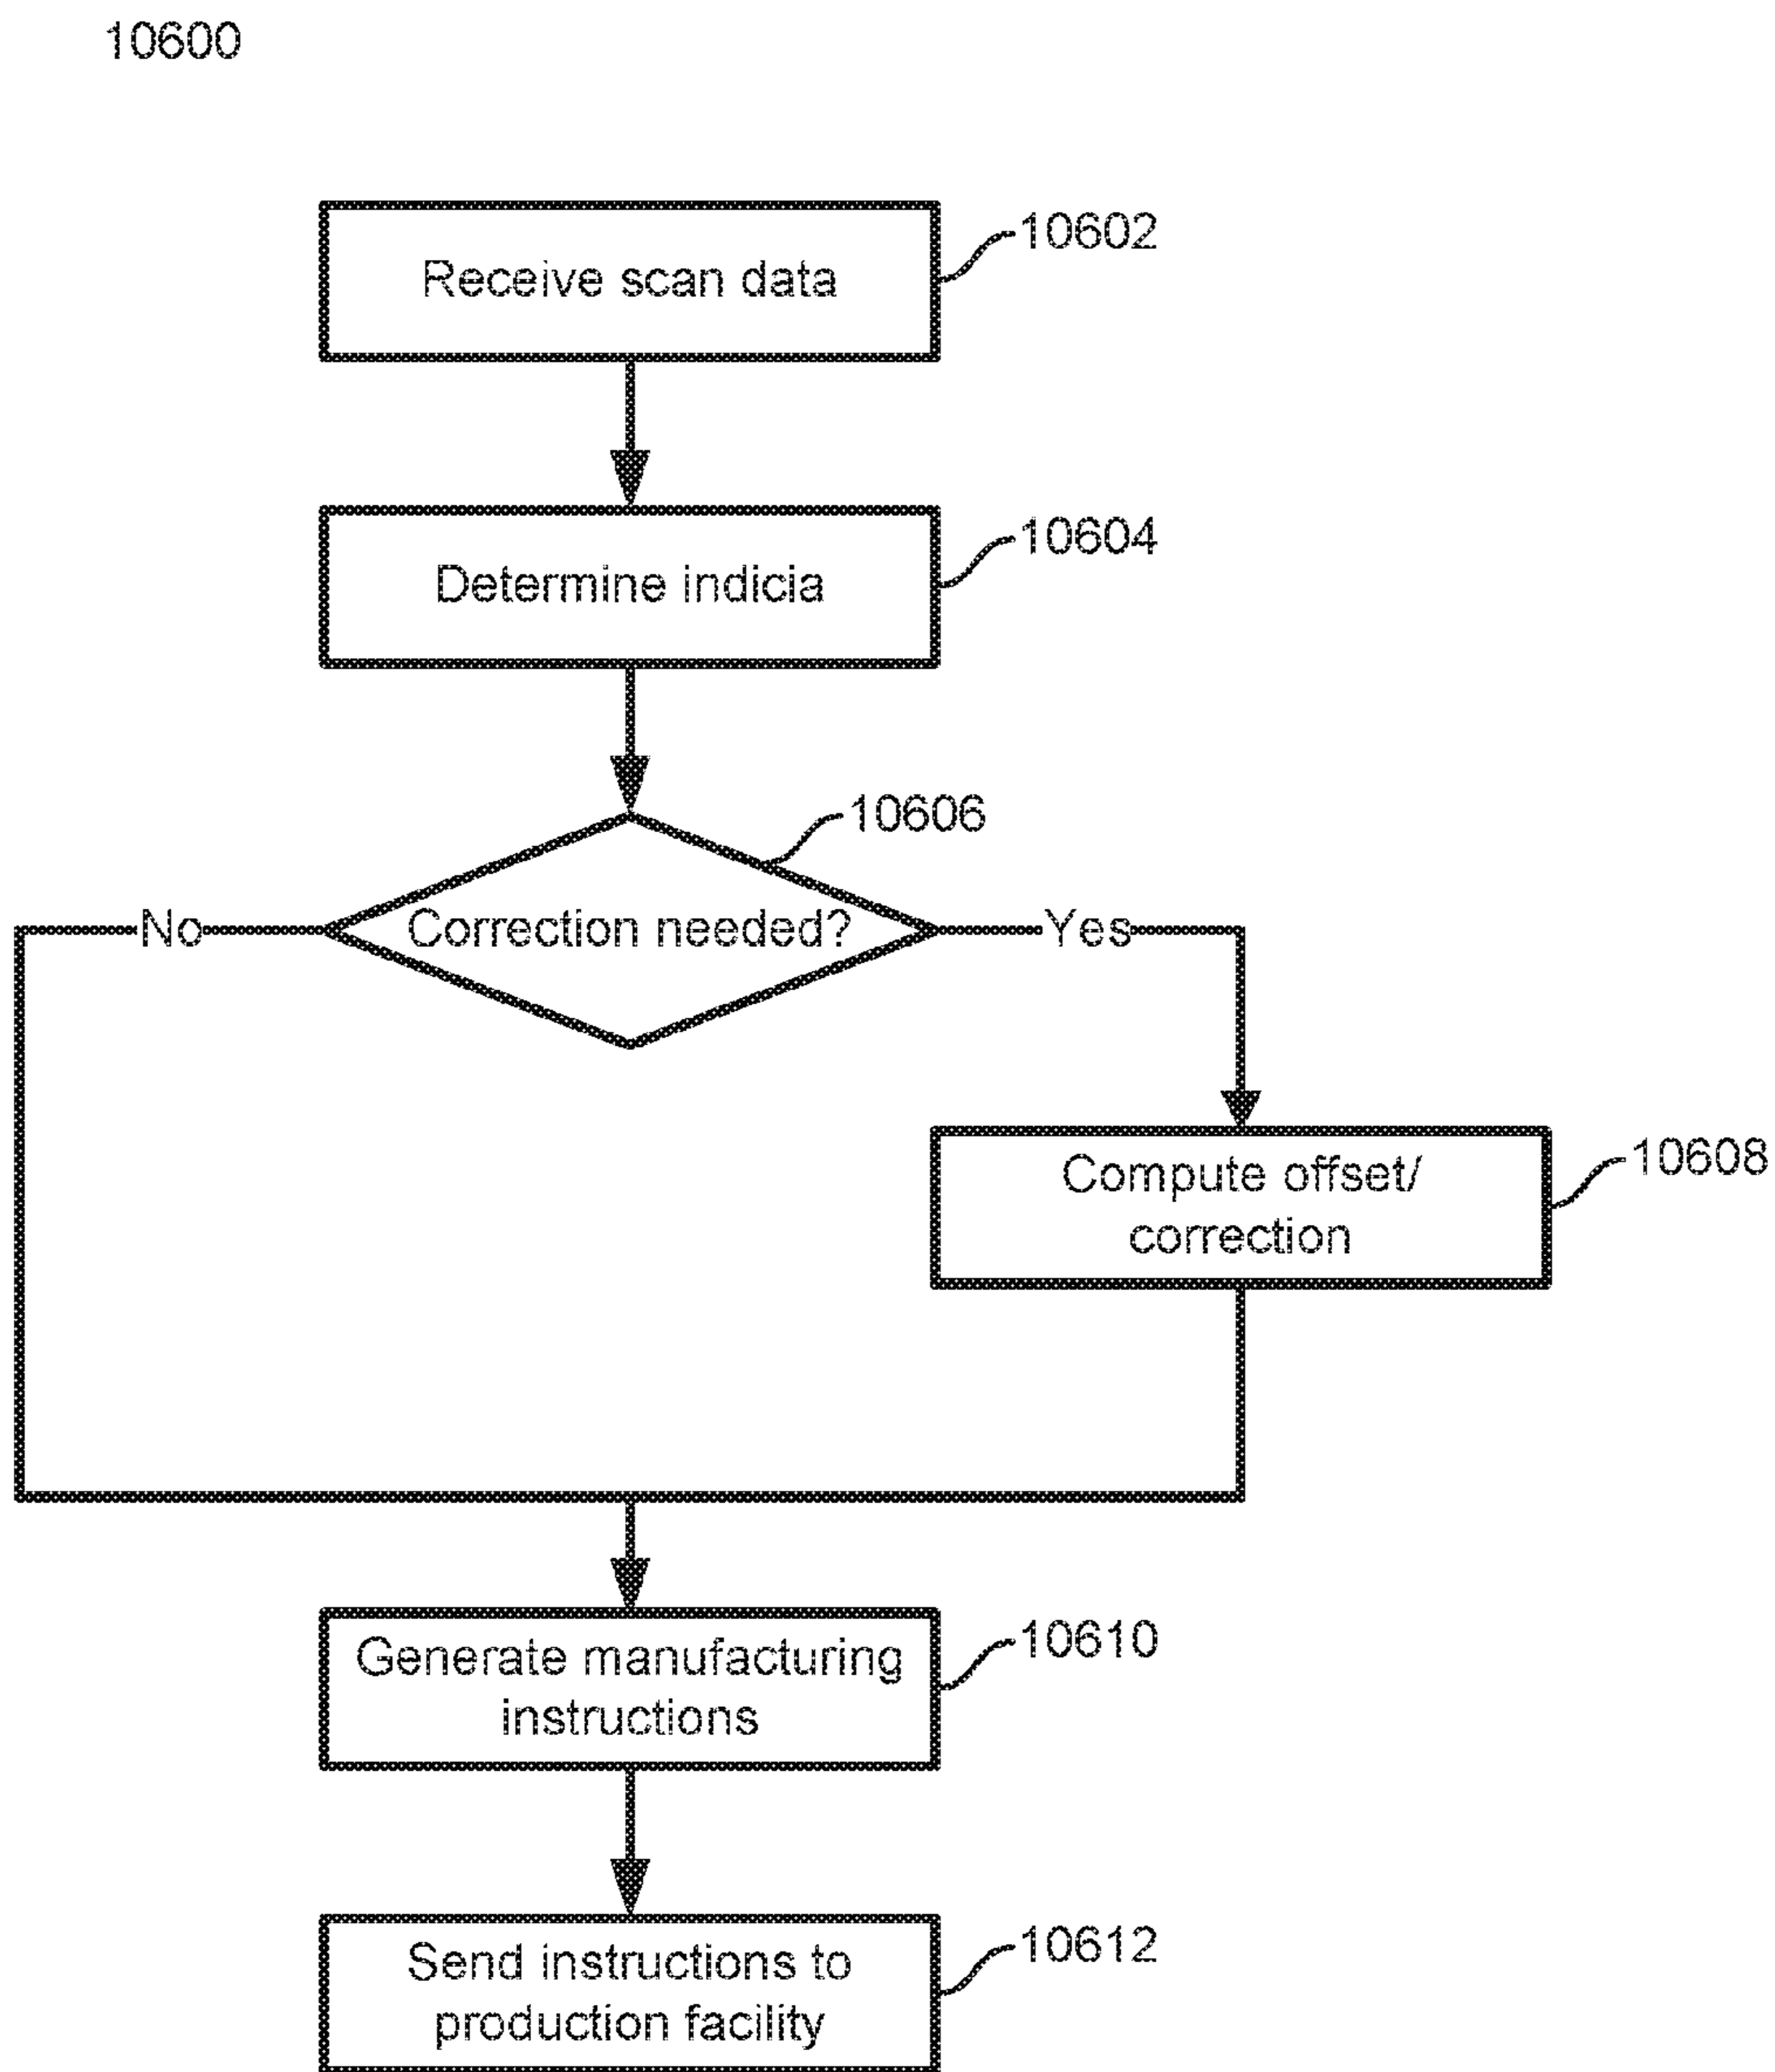 10600
Receive scan data
10602
Determine indicia
10604
10606
No
Correction needed?
Yes
Compute offset/
correction
10608
Generate manufacturing
instructions
10610
Send instructions to
production facility
10612